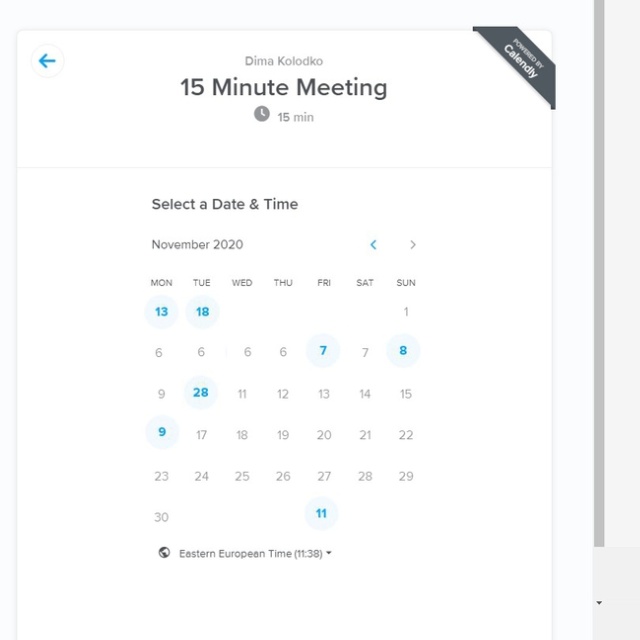 POWERED BY
Calendly
Dima Kolodko
15 Minute Meeting
15 min
Select a Date & Time
November 2020
MON TUE WED THU FRI SAT SUN
13 18 1
6 6 6 6 7 7 8
9 28 11 12 13 14 15
9 17 18 19 20 21 22
23 24 25 26 27 28 29
30 11
Eastern European Time (11:38)